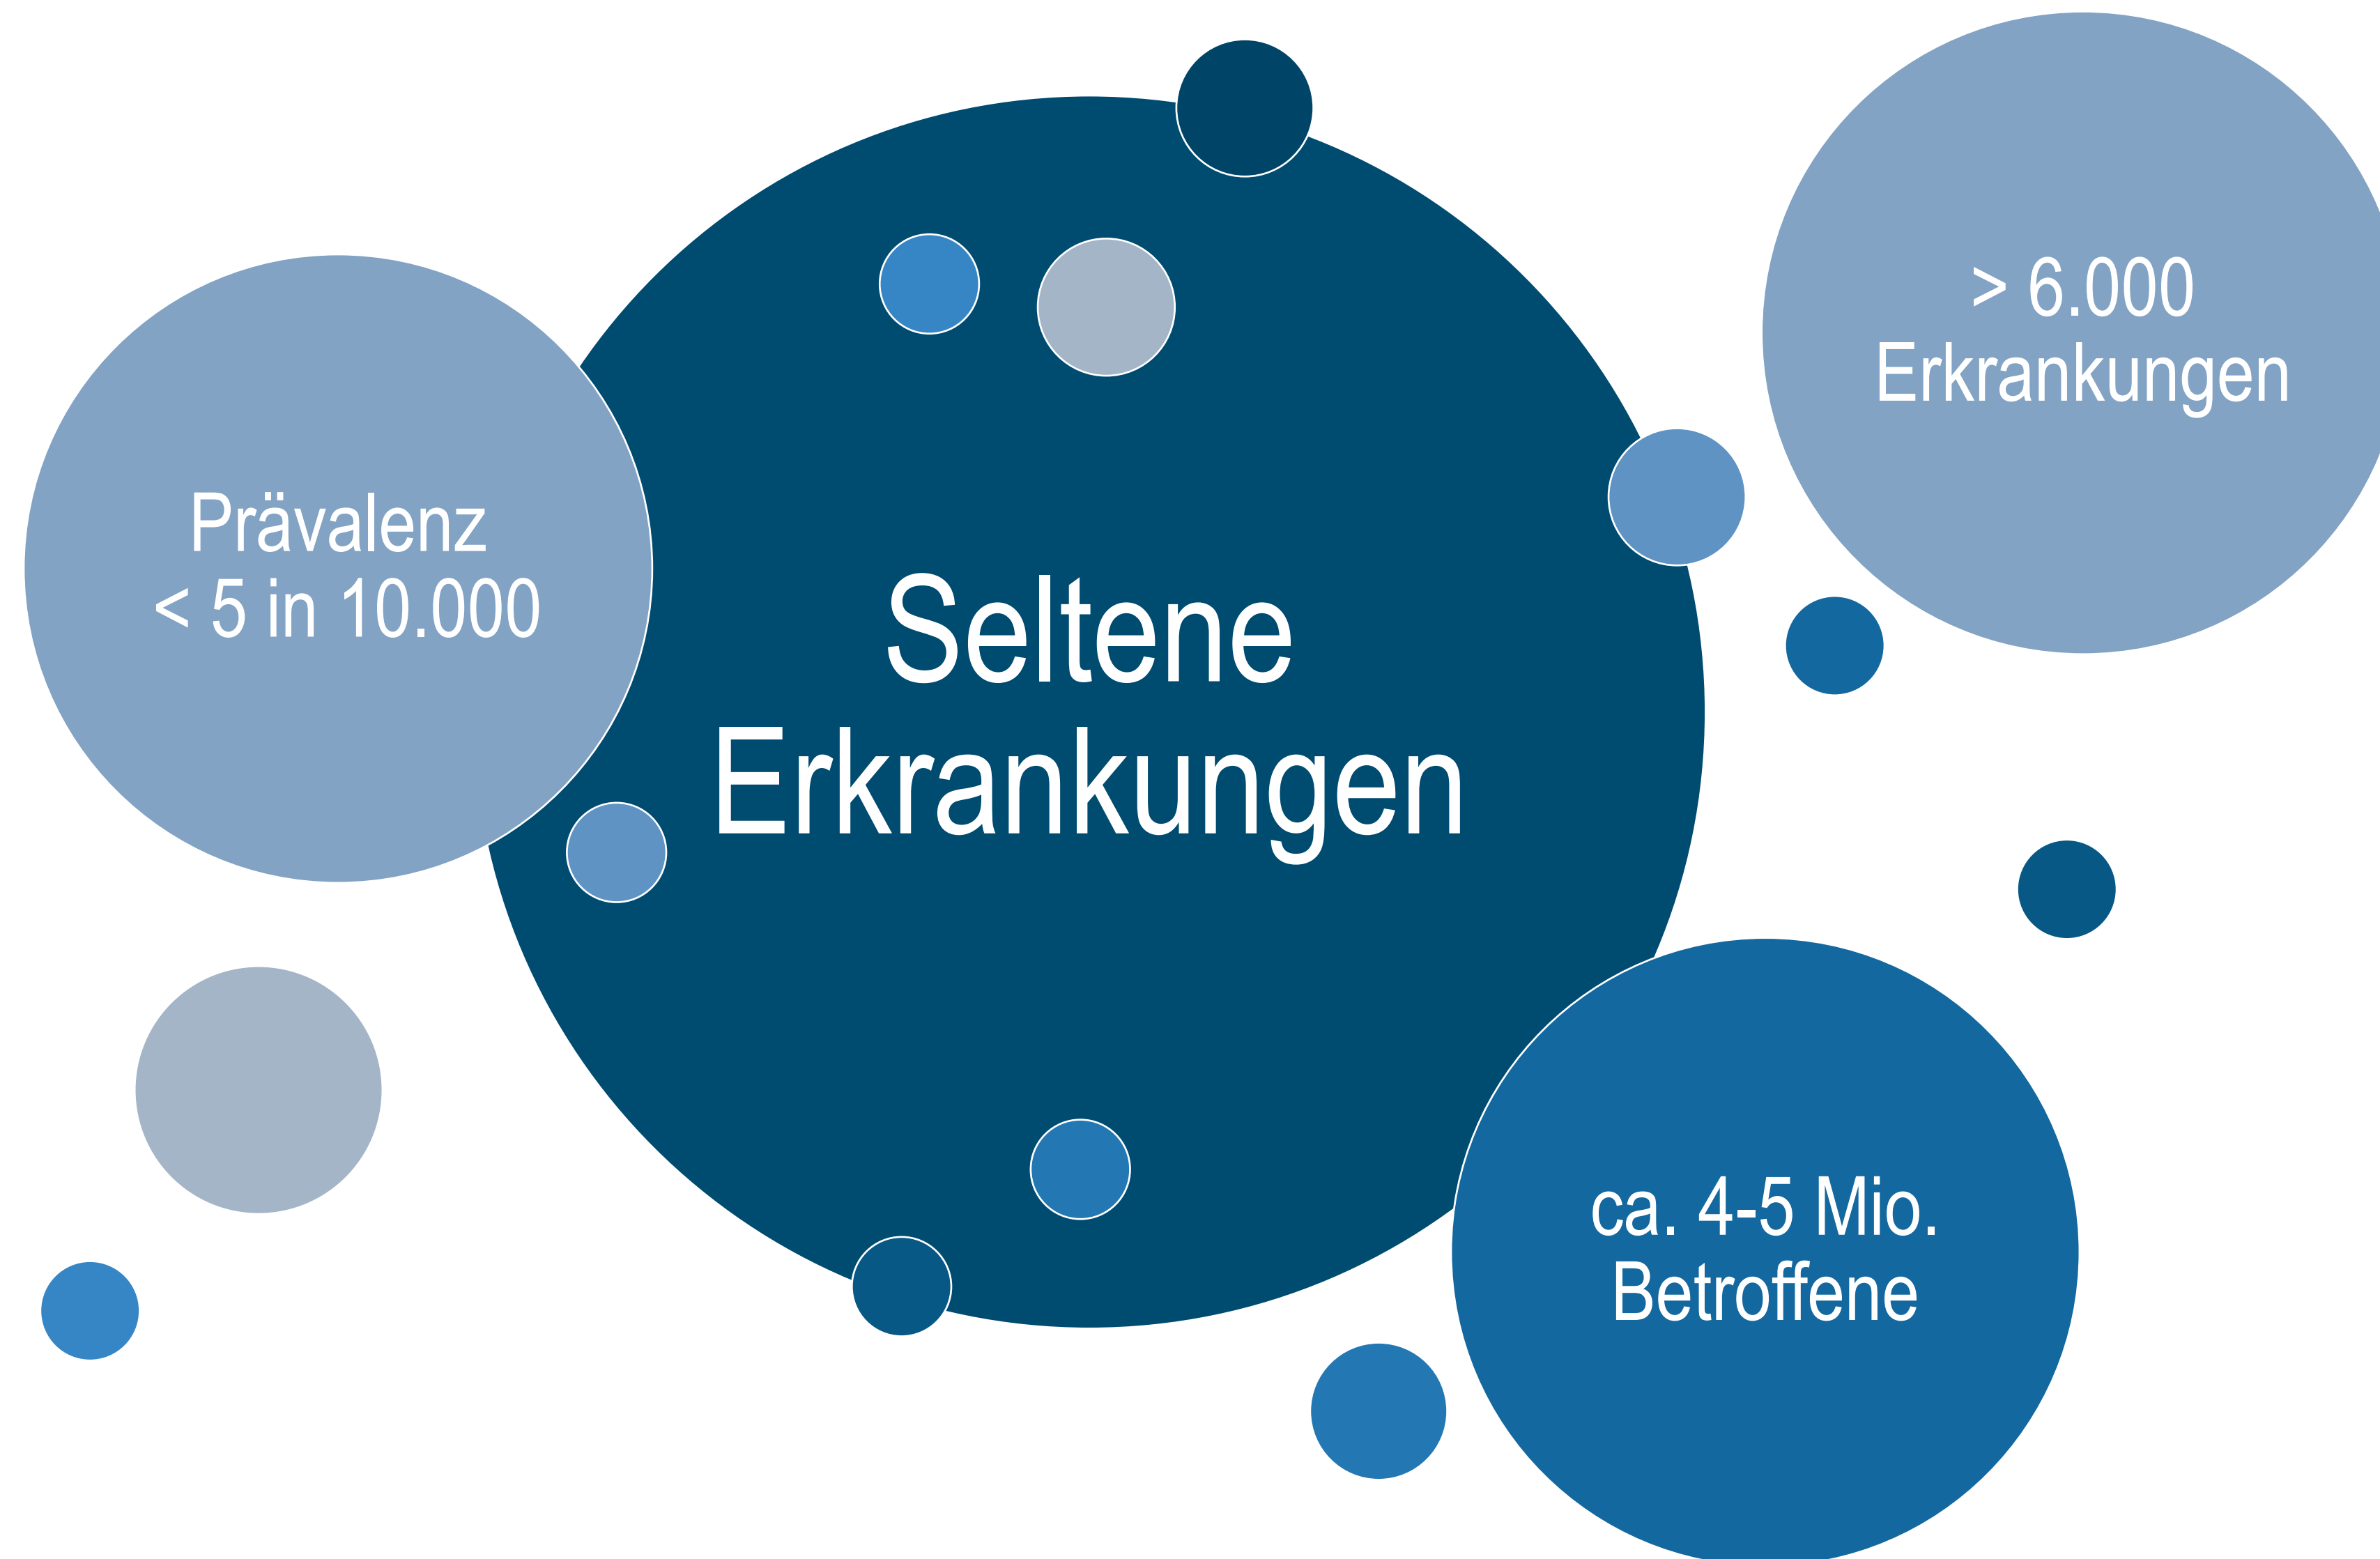 > 6.000
Erkrankungen
Prävalenz
< 5 in 10.000
Seltene
Erkrankungen
ca. 4-5 Mio.
Betroffene